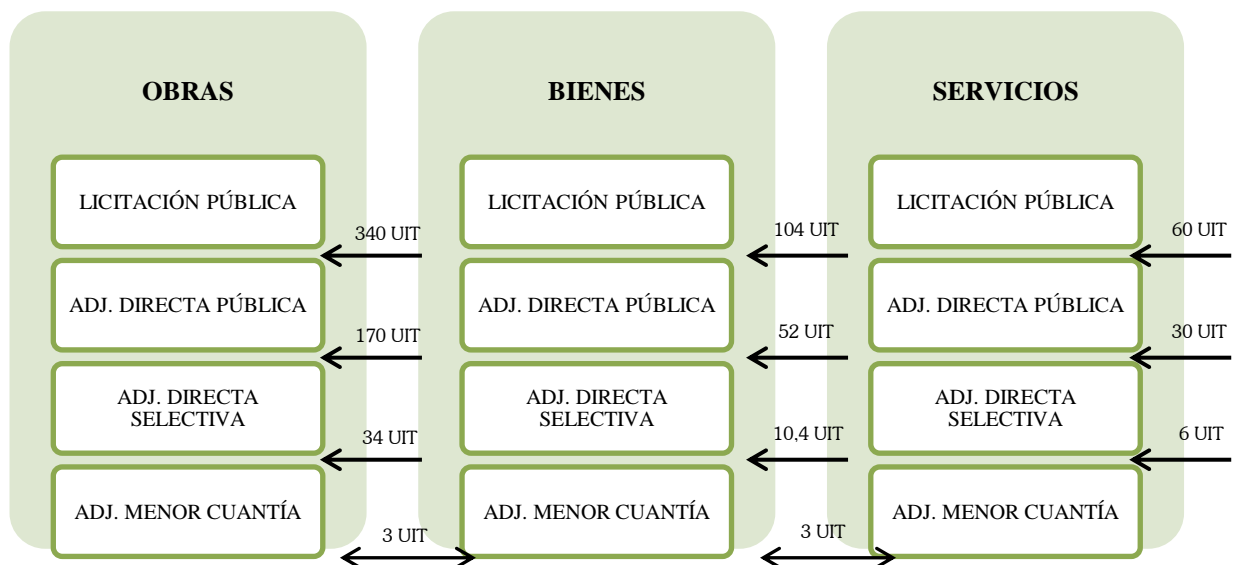 OBRAS
LICITACIÓN PÚBLICA
340 UIT
ADJ. DIRECTA PÚBLICA
170 UIT
ADJ. DIRECTA
SELECTIVA
34 UIT
ADJ. MENOR CUANTÍA
3 UIT
BIENES
LICITACIÓN PÚBLICA
104 UIT
ADJ. DIRECTA PÚBLICA
52 UIT
ADJ. DIRECTA
SELECTIVA
10,4 UIT
ADJ. MENOR CUANTÍA
3 UIT
SERVICIOS
LICITACIÓN PÚBLICA
60 UIT
ADJ. DIRECTA PÚBLICA
30 UIT
ADJ. DIRECTA
SELECTIVA
6 UIT
ADJ. MENOR CUANTÍA